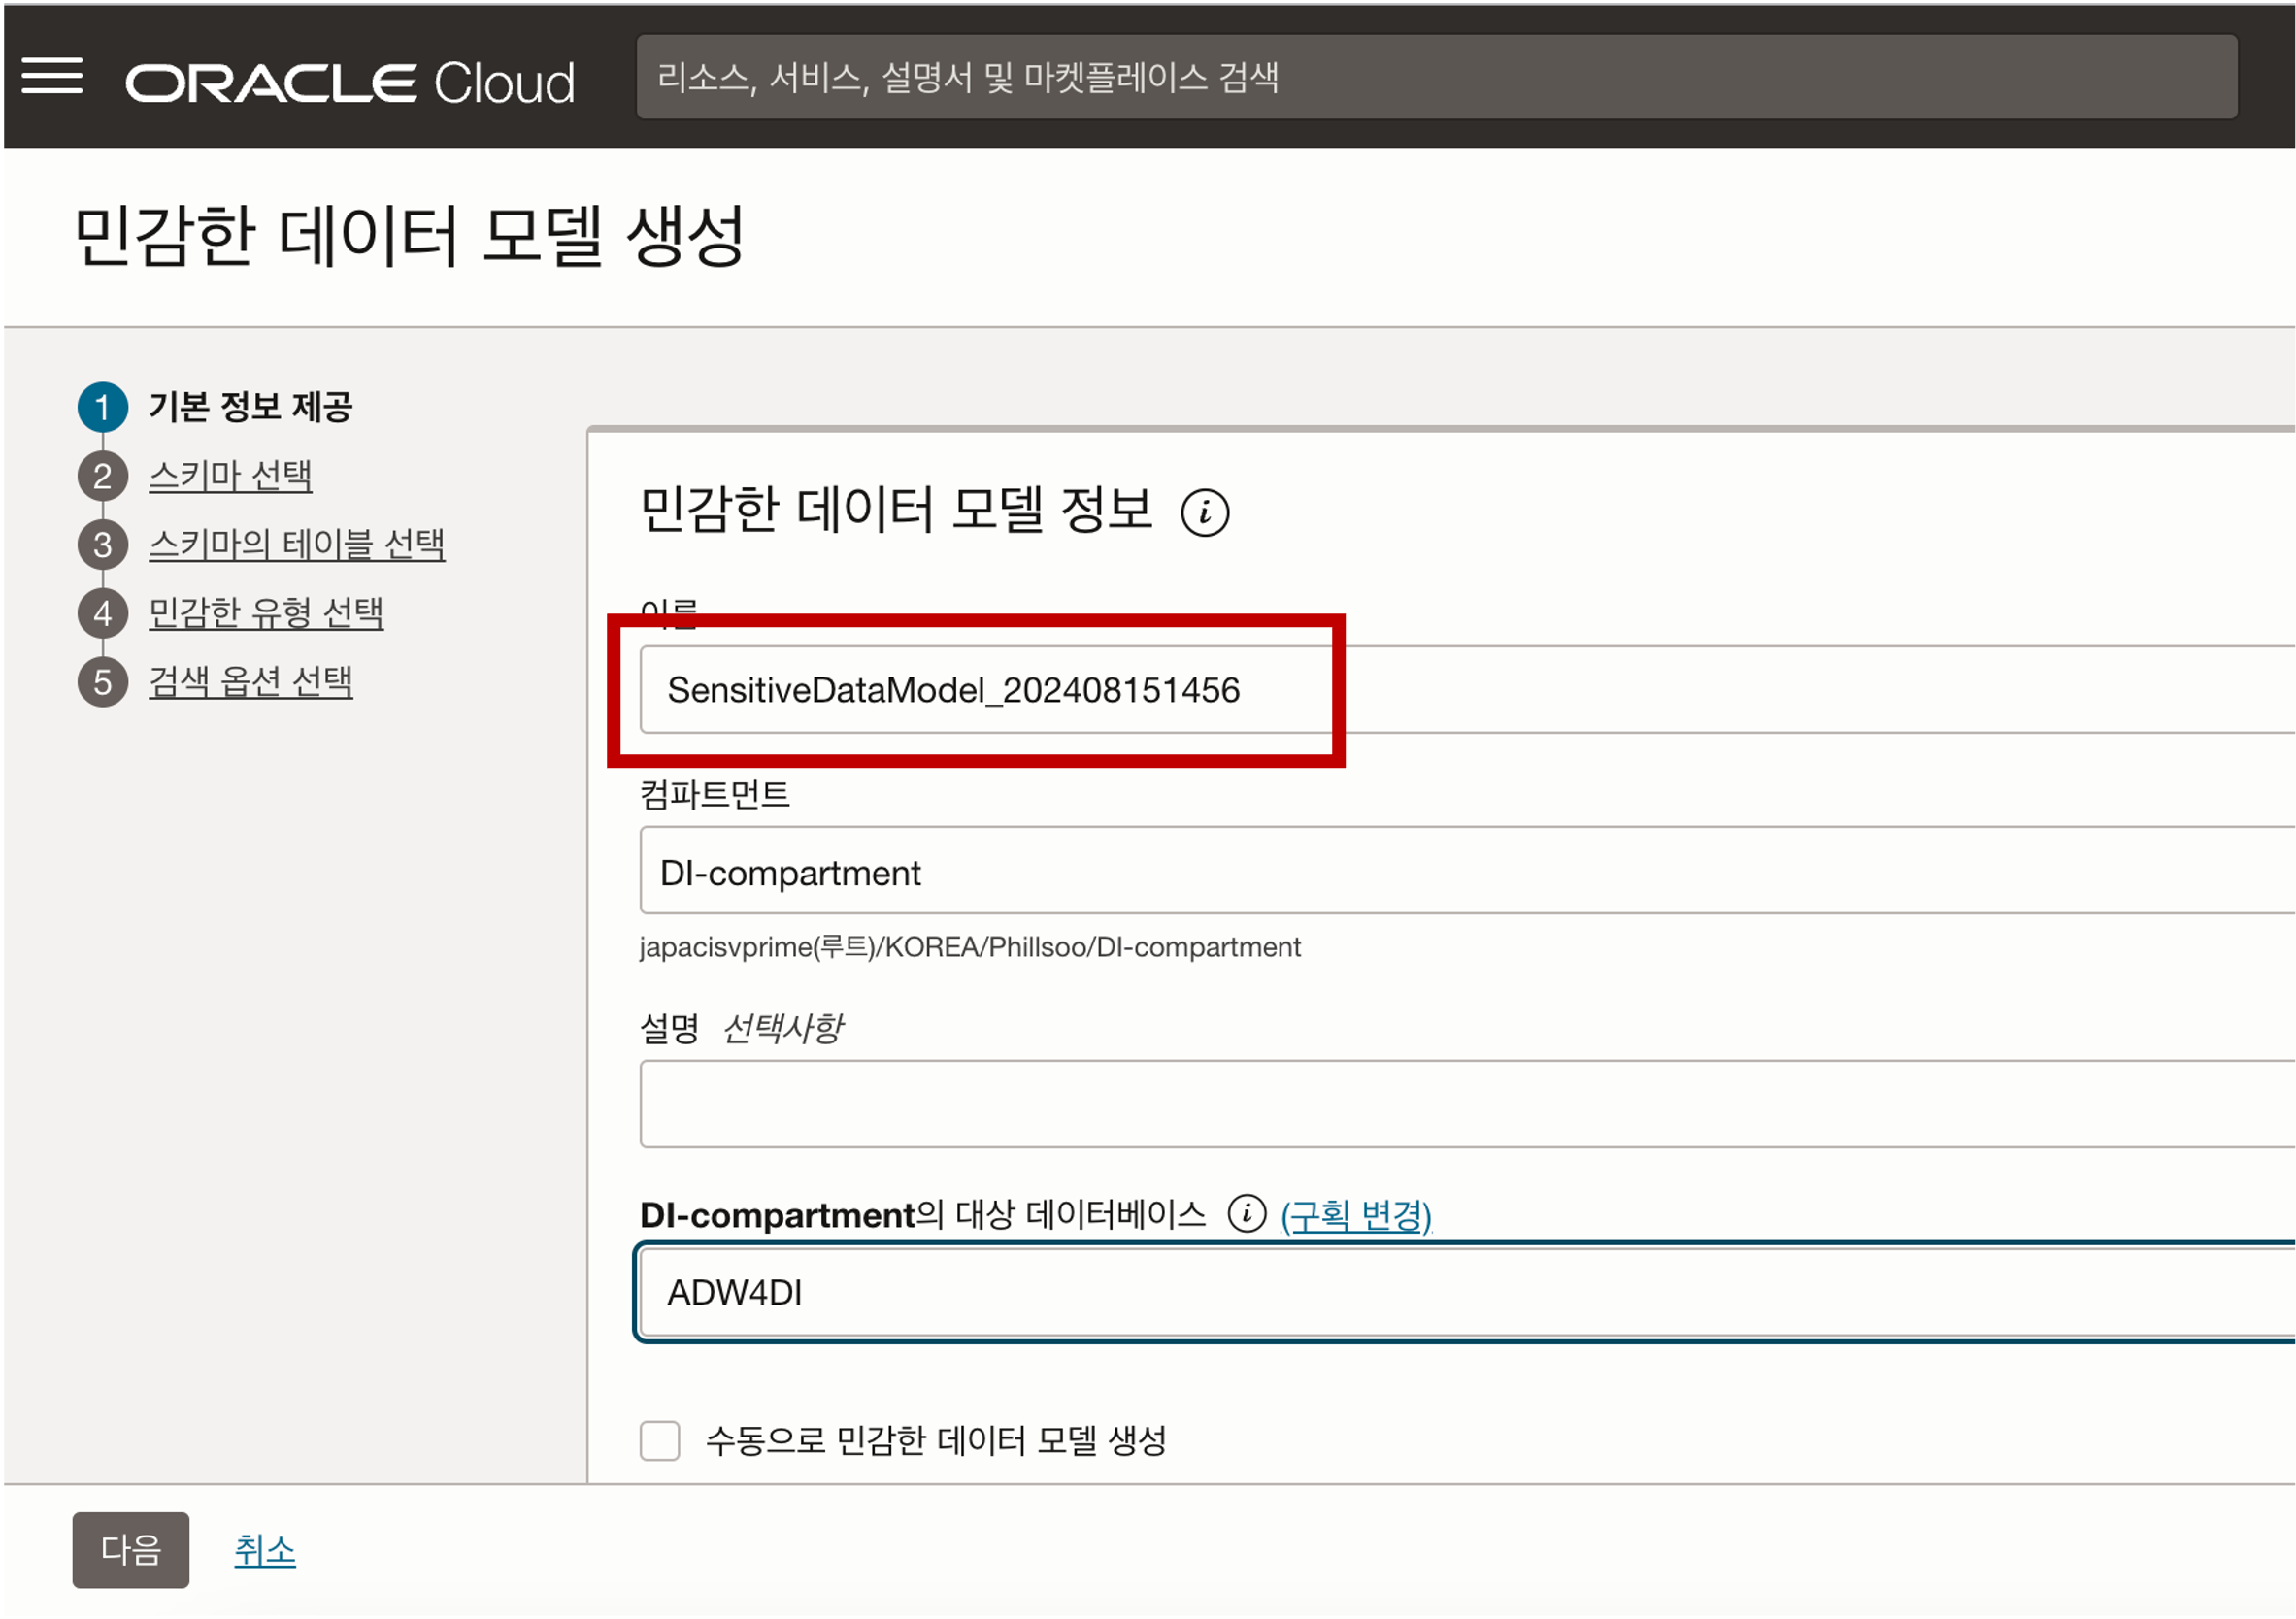 ORACLE Cloud
리소스, 서비스, 설명서 및 마켓플레이스 검색
민감한 데이터 모델 생성
1 기본 정보 제공
2 스키마 선택
3 스키마의 테이블 선택
4 민감한 유형 선택
5 검색 옵션 선택
민감한 데이터 모델 정보 i
이름
SensitiveDataModel_202408151456
컴파트먼트
DI-compartment
japacisvprime(루트)/KOREA/Phillsoo/DI-compartment
설명 선택사항
DI-compartment의 대상 데이터베이스 i (구획 변경)
ADW4DI
수동으로 민감한 데이터 모델 생성
다음 취소